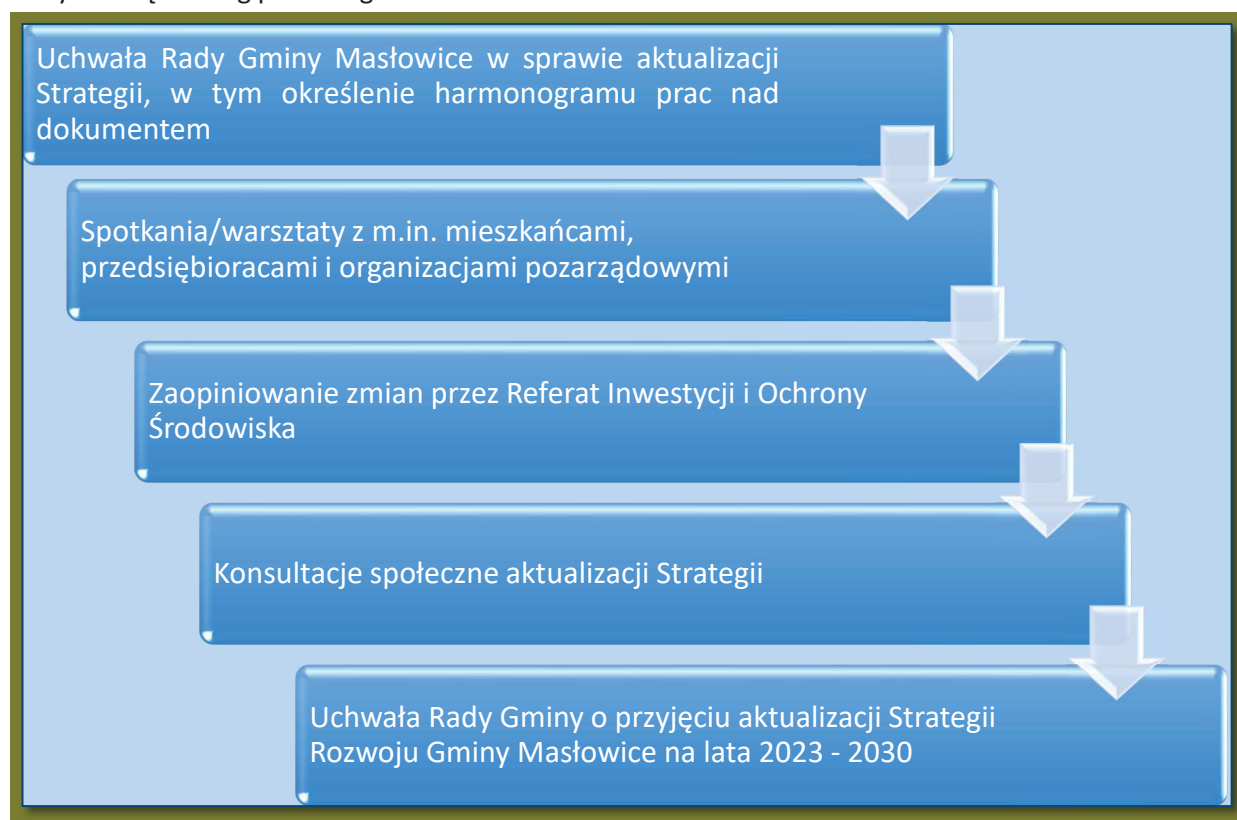 Uchwała Rady Gminy Masłowice w sprawie aktualizacji
Strategii, w tym określenie harmonogramu prac nad
dokumentem
Spotkania/warsztaty z m.in. mieszkańcami,
przedsiębioracami i organizacjami pozarządowymi
Zaopiniowanie zmian przez Referat Inwestycji i Ochrony
Środowiska
Konsultacje społeczne aktualizacji Strategii
Uchwała Rady Gminy o przyjęciu aktualizacji Strategii
Rozwoju Gminy Masłowice na lata 2023 - 2030